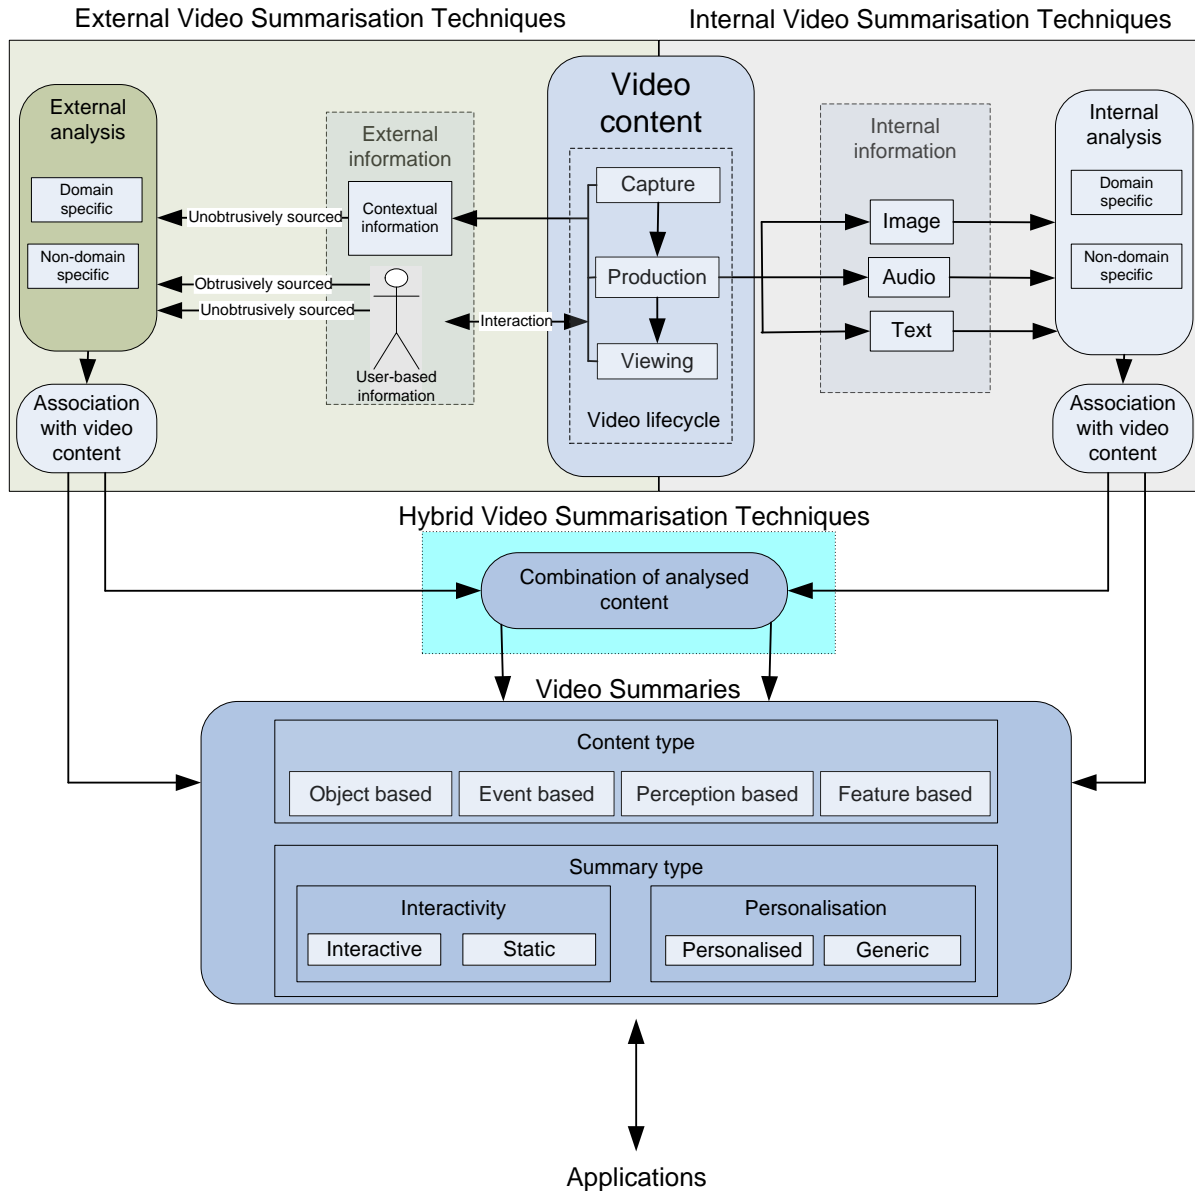 External Video Summarisation Techniques
Internal Video Summarisation Techniques
External
analysis
Domain
specific
Non-domain
specific
Unobtrusively sourced
Obtrusively sourced
Unobtrusively sourced
External
information
Contextual
information
User-based
information
Interaction
Video
content
Capture
Production
Viewing
Video lifecycle
Internal
information
Image
Audio
Text
Internal
analysis
Domain
specific
Non-domain
specific
Association
with video
content
Association
with video
content
Hybrid Video Summarisation Techniques
Combination of analysed
content
Video Summaries
Content type
Object based
Event based
Perception based
Feature based
Summary type
Interactivity
Interactive
Static
Personalisation
Personalised
Generic
Applications